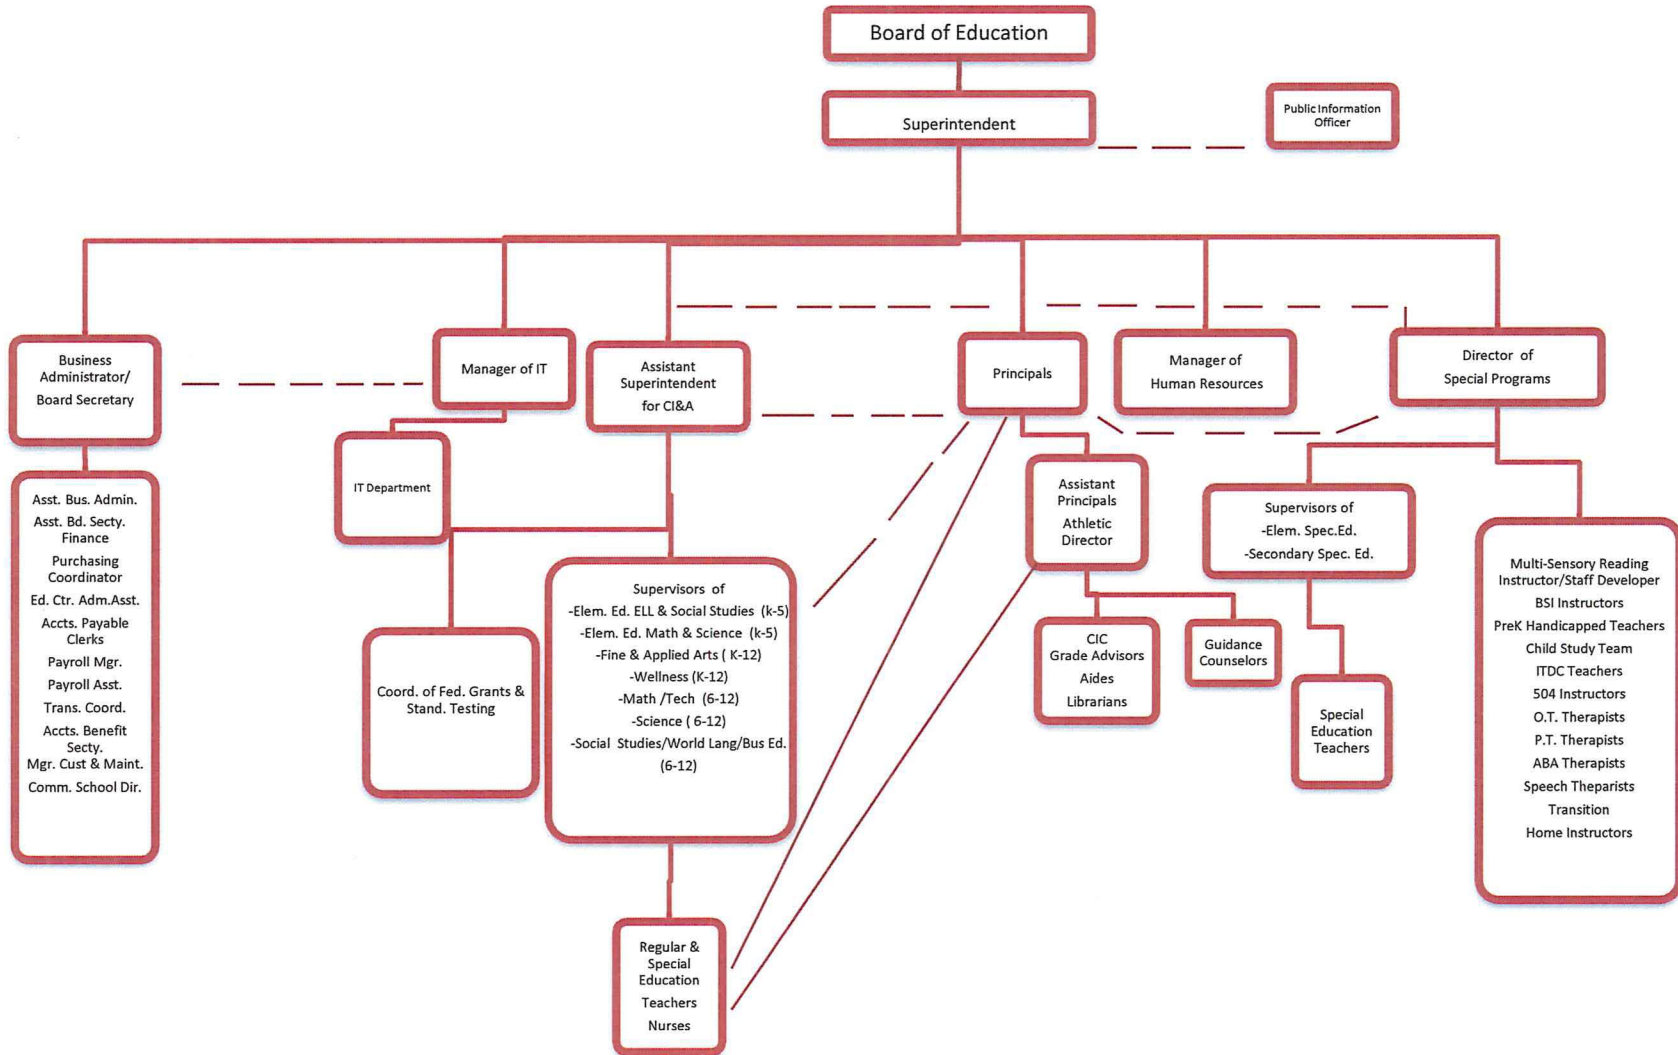 Board of Education
Superintendent
Public Information
Officer
Business
Administrator/
Board Secretary
Manager of IT
Assistant
Superintendent
for CI&A
Principals
Manager of
Human Resources
Director of
Special Programs
Asst. Bus. Admin.
Asst. Bd. Secty.
Finance
Purchasing
Coordinator
Ed. Ctr. Adm.Asst.
Accts. Payable
Clerks
Payroll Mgr.
Payroll Asst.
Trans. Coord.
Accts. Benefit
Secty.
Mgr. Cust & Maint.
Comm. School Dir.
IT Department
Coord. of Fed. Grants &
Stand. Testing
Supervisors of
-Elem. Ed. ELL & Social Studies (k-5)
-Elem. Ed. Math & Science (k-5)
-Fine & Applied Arts ( K-12)
-Wellness (K-12)
-Math /Tech (6-12)
-Science ( 6-12)
-Social Studies/World Lang/Bus Ed.
(6-12)
Regular &
Special
Education
Teachers
Nurses
Assistant
Principals
Athletic
Director
CIC
Grade Advisors
Aides
Librarians
Guidance
Counselors
Supervisors of
-Elem. Spec.Ed.
-Secondary Spec. Ed.
Special
Education
Teachers
Multi-Sensory Reading
Instructor/Staff Developer
BSI Instructors
PreK Handicapped Teachers
Child Study Team
ITDC Teachers
504 Instructors
O.T. Therapists
P.T. Therapists
ABA Therapists
Speech Theparists
Transition
Home Instructors